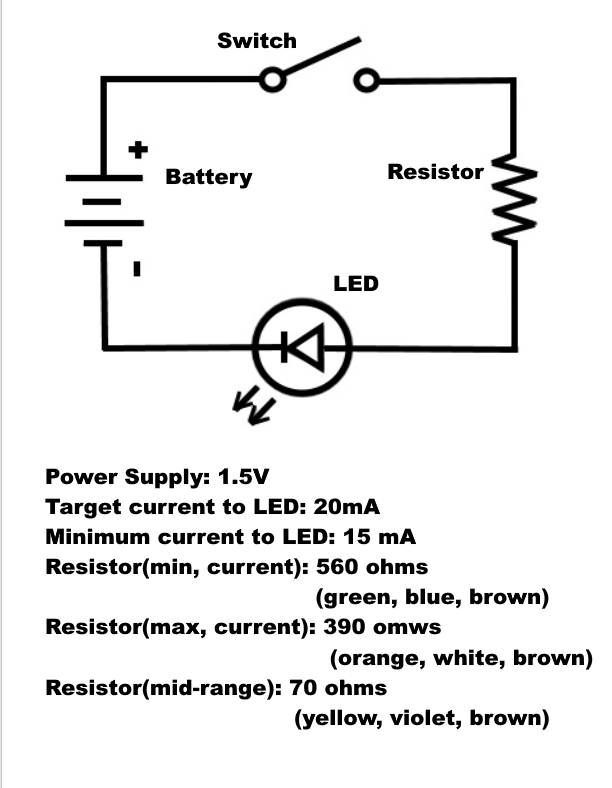 Switch
+
Battery
Resistor
-
LED
Power Supply: 1.5V
Target current to LED: 20mA
Minimum current to LED: 15 mA
Resistor(min, current): 560 ohms
(green, blue, brown)
Resistor(max, current): 390 omws
(orange, white, brown)
Resistor(mid-range): 70 ohms
(yellow, violet, brown)